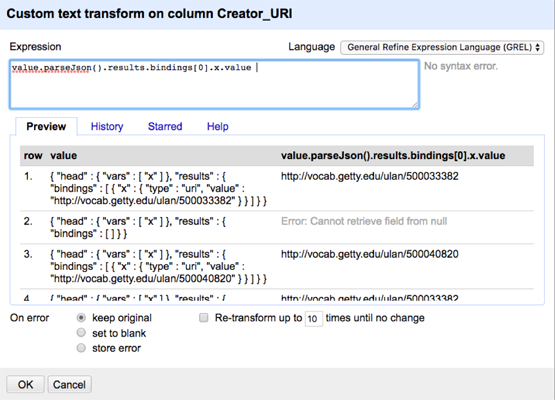 Custom text transform on column Creator_URI
Expression Language General Refine Expression Language (GREL)
value.parseJson().results.bindings[0].x.value
No syntax error.
Preview History Starred Help
row value value.parseJson().results.bindings[0].x.value
1. { "head" : { "vars" : [ "x" ] }, "results" : { http://vocab.getty.edu/ulan/500033382
"bindings" : [ { "x" : { "type" : "uri", "value" :
"http://vocab.getty.edu/ulan/500033382" } } ] } }
2. { "head" : { "vars" : [ "x" ] }, "results" : { Error: Cannot retrieve field from null
"bindings" : [ ] } }
3. { "head" : { "vars" : [ "x" ] }, "results" : { http://vocab.getty.edu/ulan/500040820
"bindings" : [ { "x" : { "type" : "uri", "value" :
"http://vocab.getty.edu/ulan/500040820" } } ] } }
4. { "head" : { "vars" : [ "x" ] }, "results" : { http://vocab.getty.edu/ulan/500033382
On error keep original Re-transform up to 10 times until no change
set to blank
store error
OK Cancel